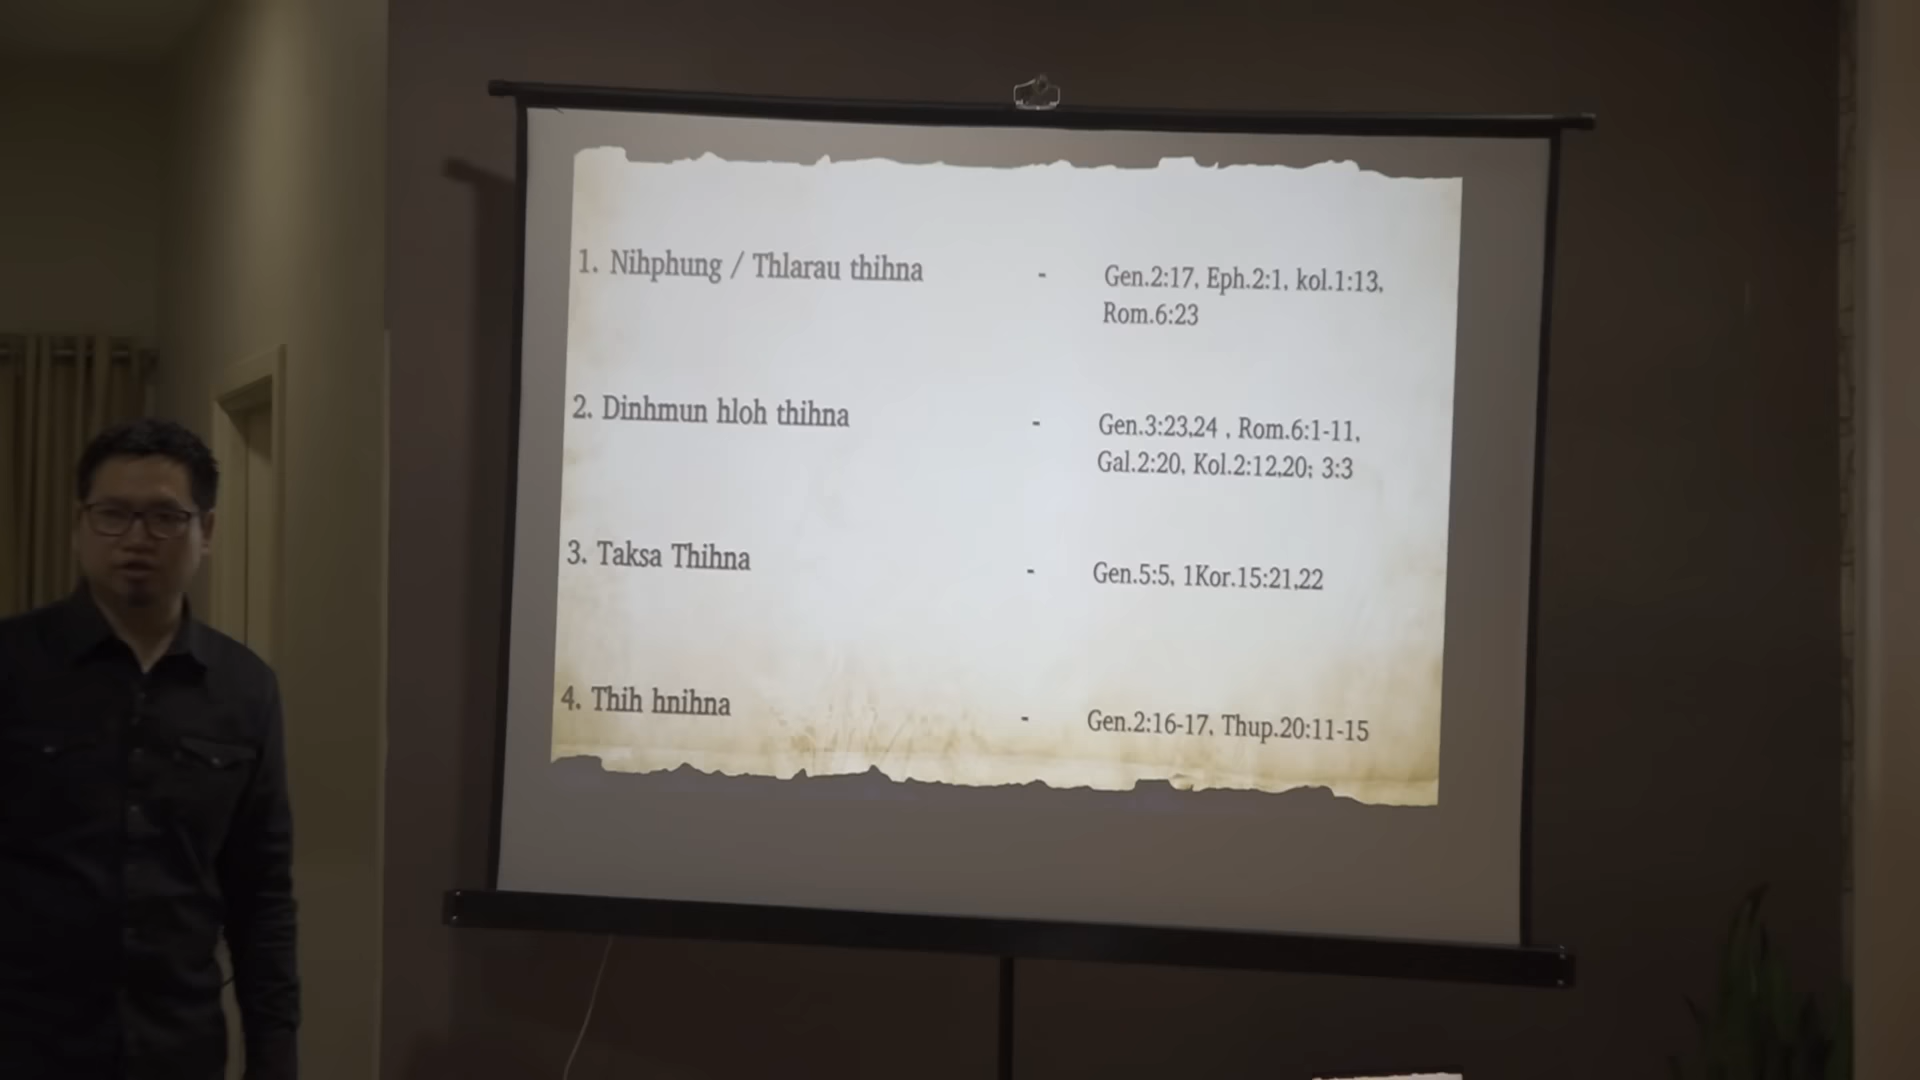 1. Nihphung / Thlarau thihna - Gen.2:17, Eph.2:1, kol.1:13,
Rom.6:23
2. Dinhmun hloh thihna - Gen.3:23,24 , Rom.6:1-11,
Gal.2:20, Kol.2:12,20; 3:3
3. Taksa Thihna - Gen.5:5, 1Kor.15:21,22
4. Thih hnihna - Gen.2:16-17, Thup.20:11-15